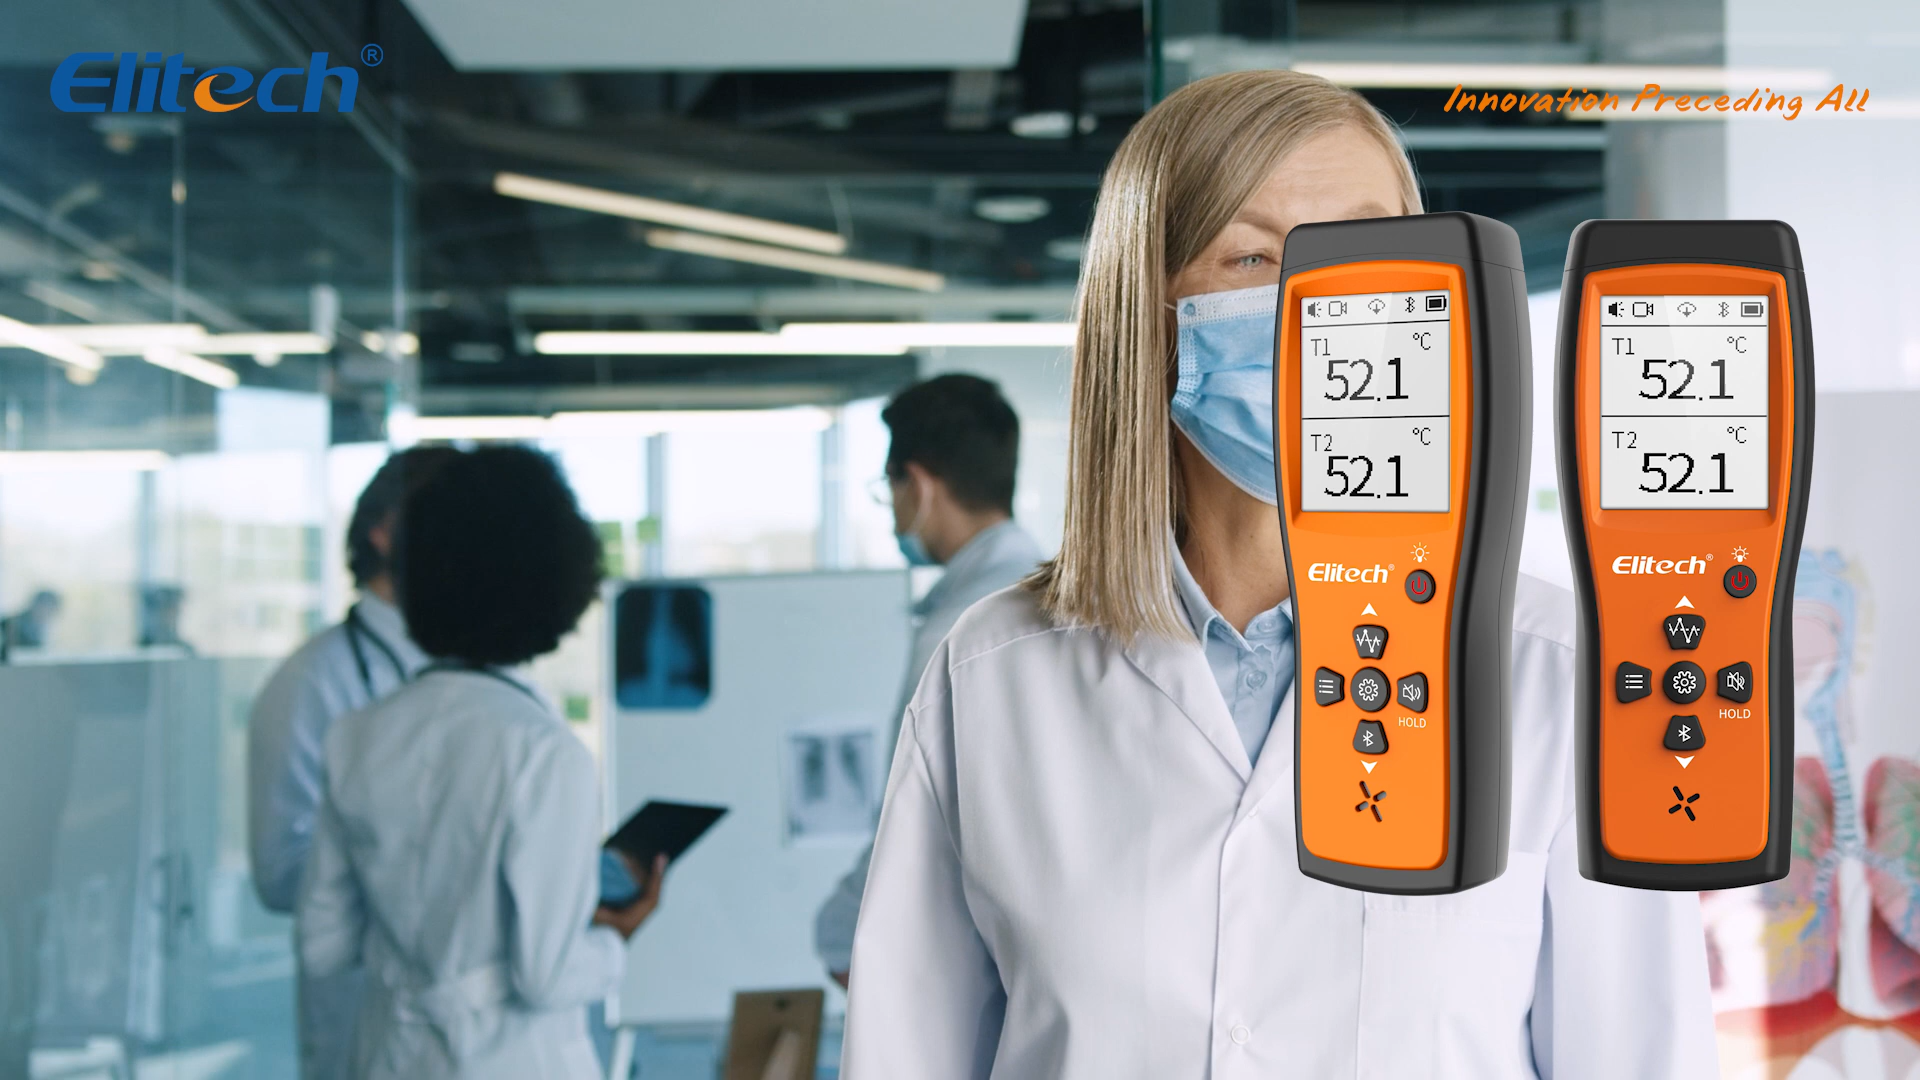 Elitech®
Innovation Preceding All
T1 °C
52.1
T2 °C
52.1
Elitech®
HOLD
T1 °C
52.1
T2 °C
52.1
Elitech®
HOLD